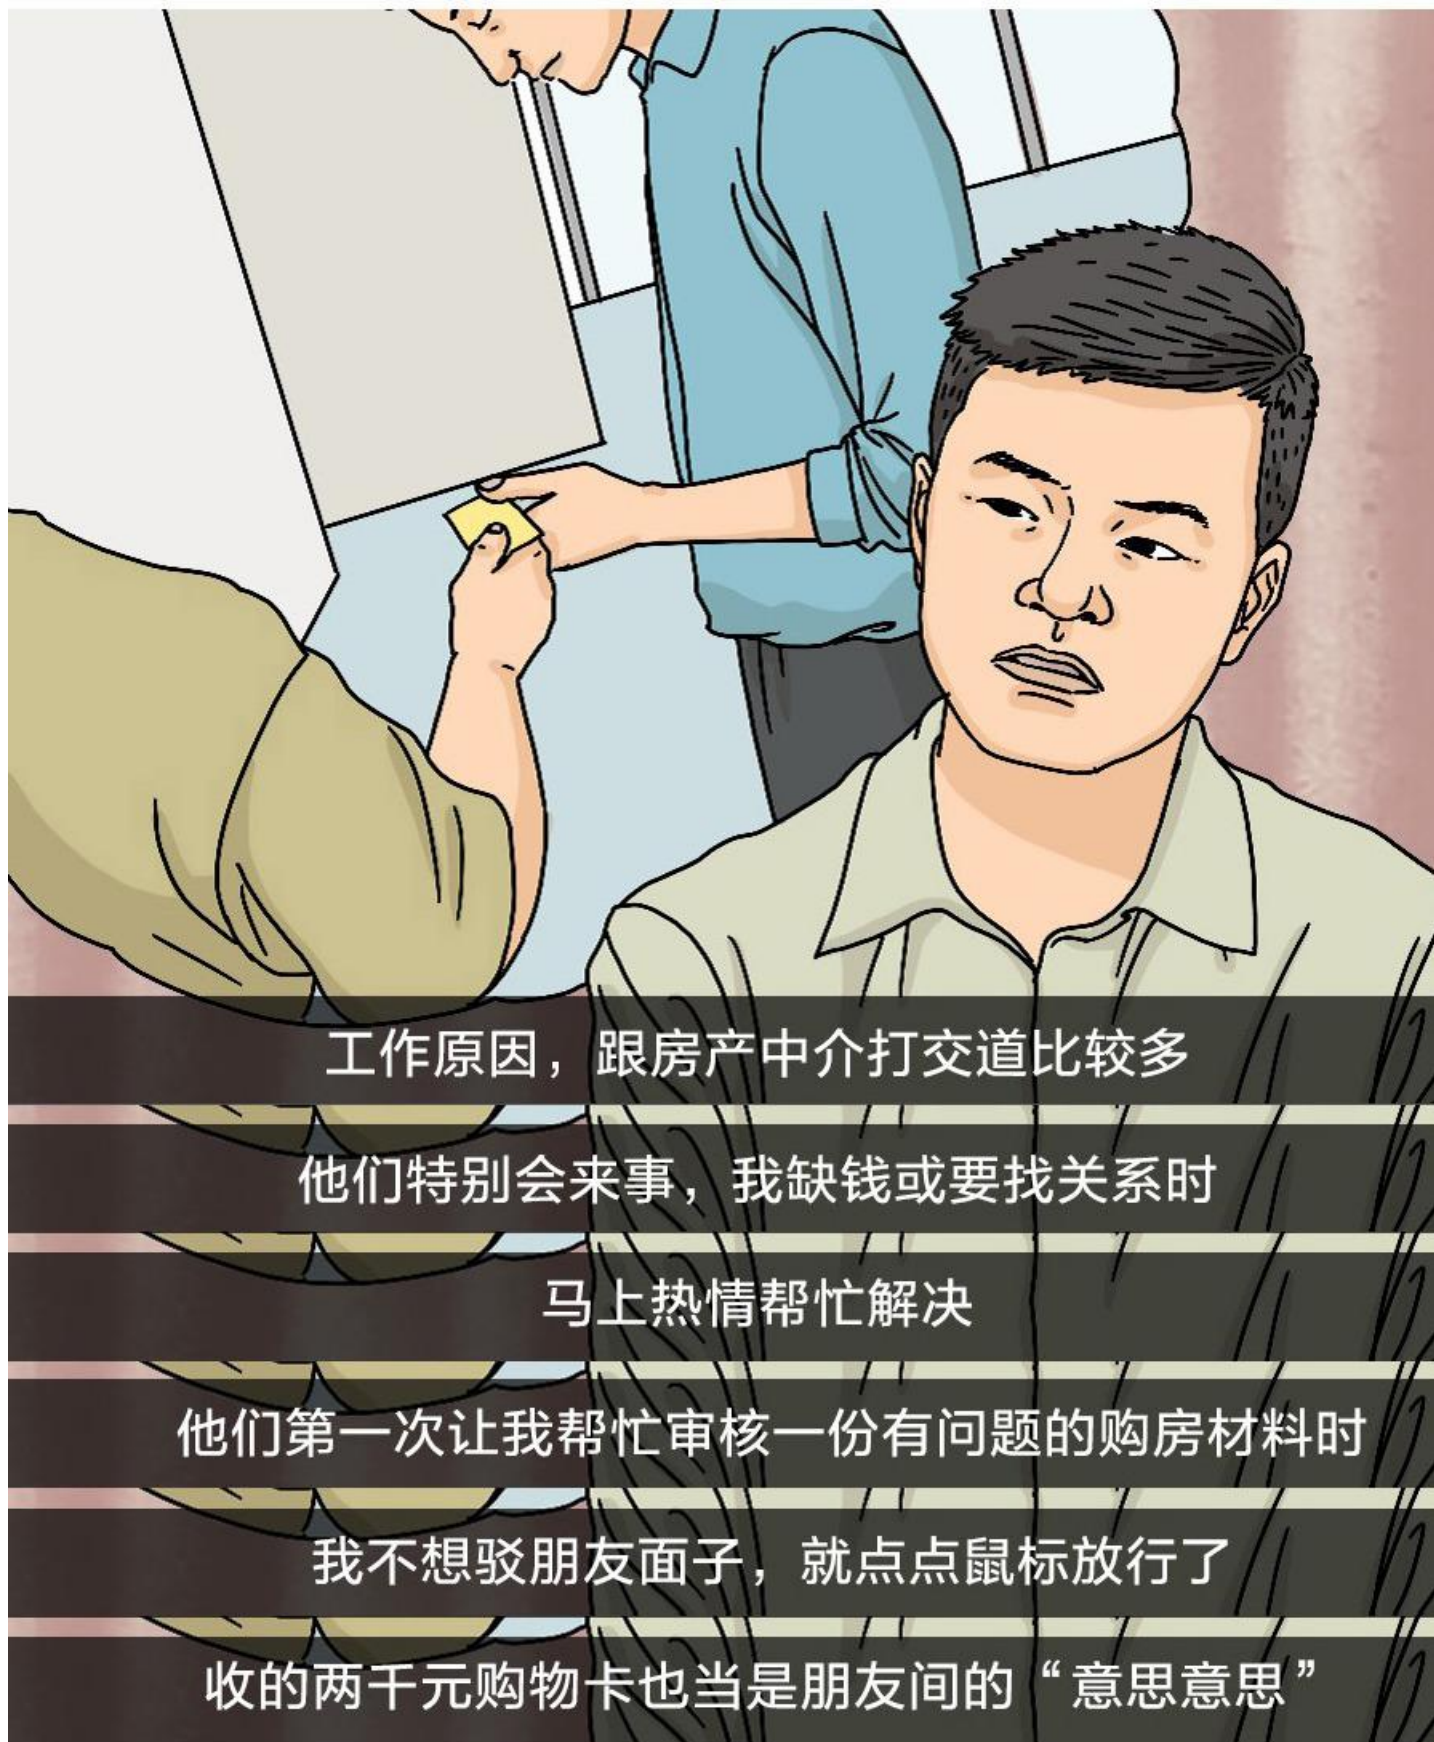 工作原因，跟房产中介打交道比较多
他们特别会来事，我缺钱或要找关系时
马上热情帮忙解决
他们第一次让我帮忙审核一份有问题的购房材料时
我不想驳朋友面子，就点点鼠标放行了
收的两千元购物卡也当是朋友间的“意思意思”